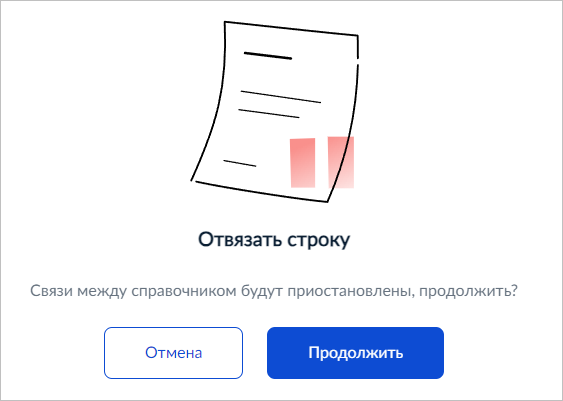 Отвязать строку
Связи между справочником будут приостановлены, продолжить?
Отмена
Продолжить